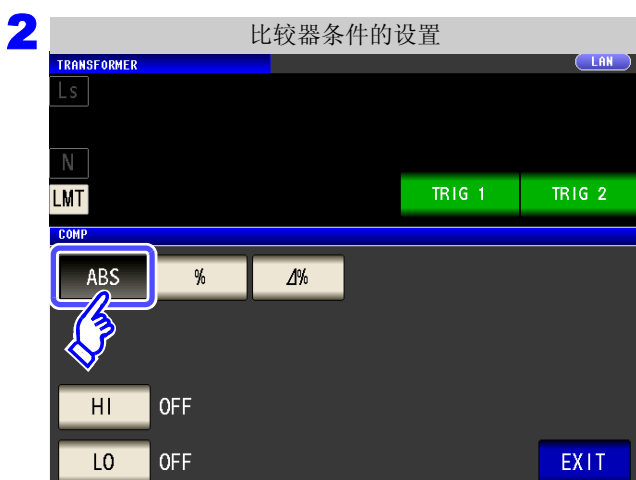 2
比较器条件的设置
TRANSFORMER LAN
Ls
N
LMT TRIG 1 TRIG 2
COMP
ABS % Δ%
HI OFF
LO OFF EXIT